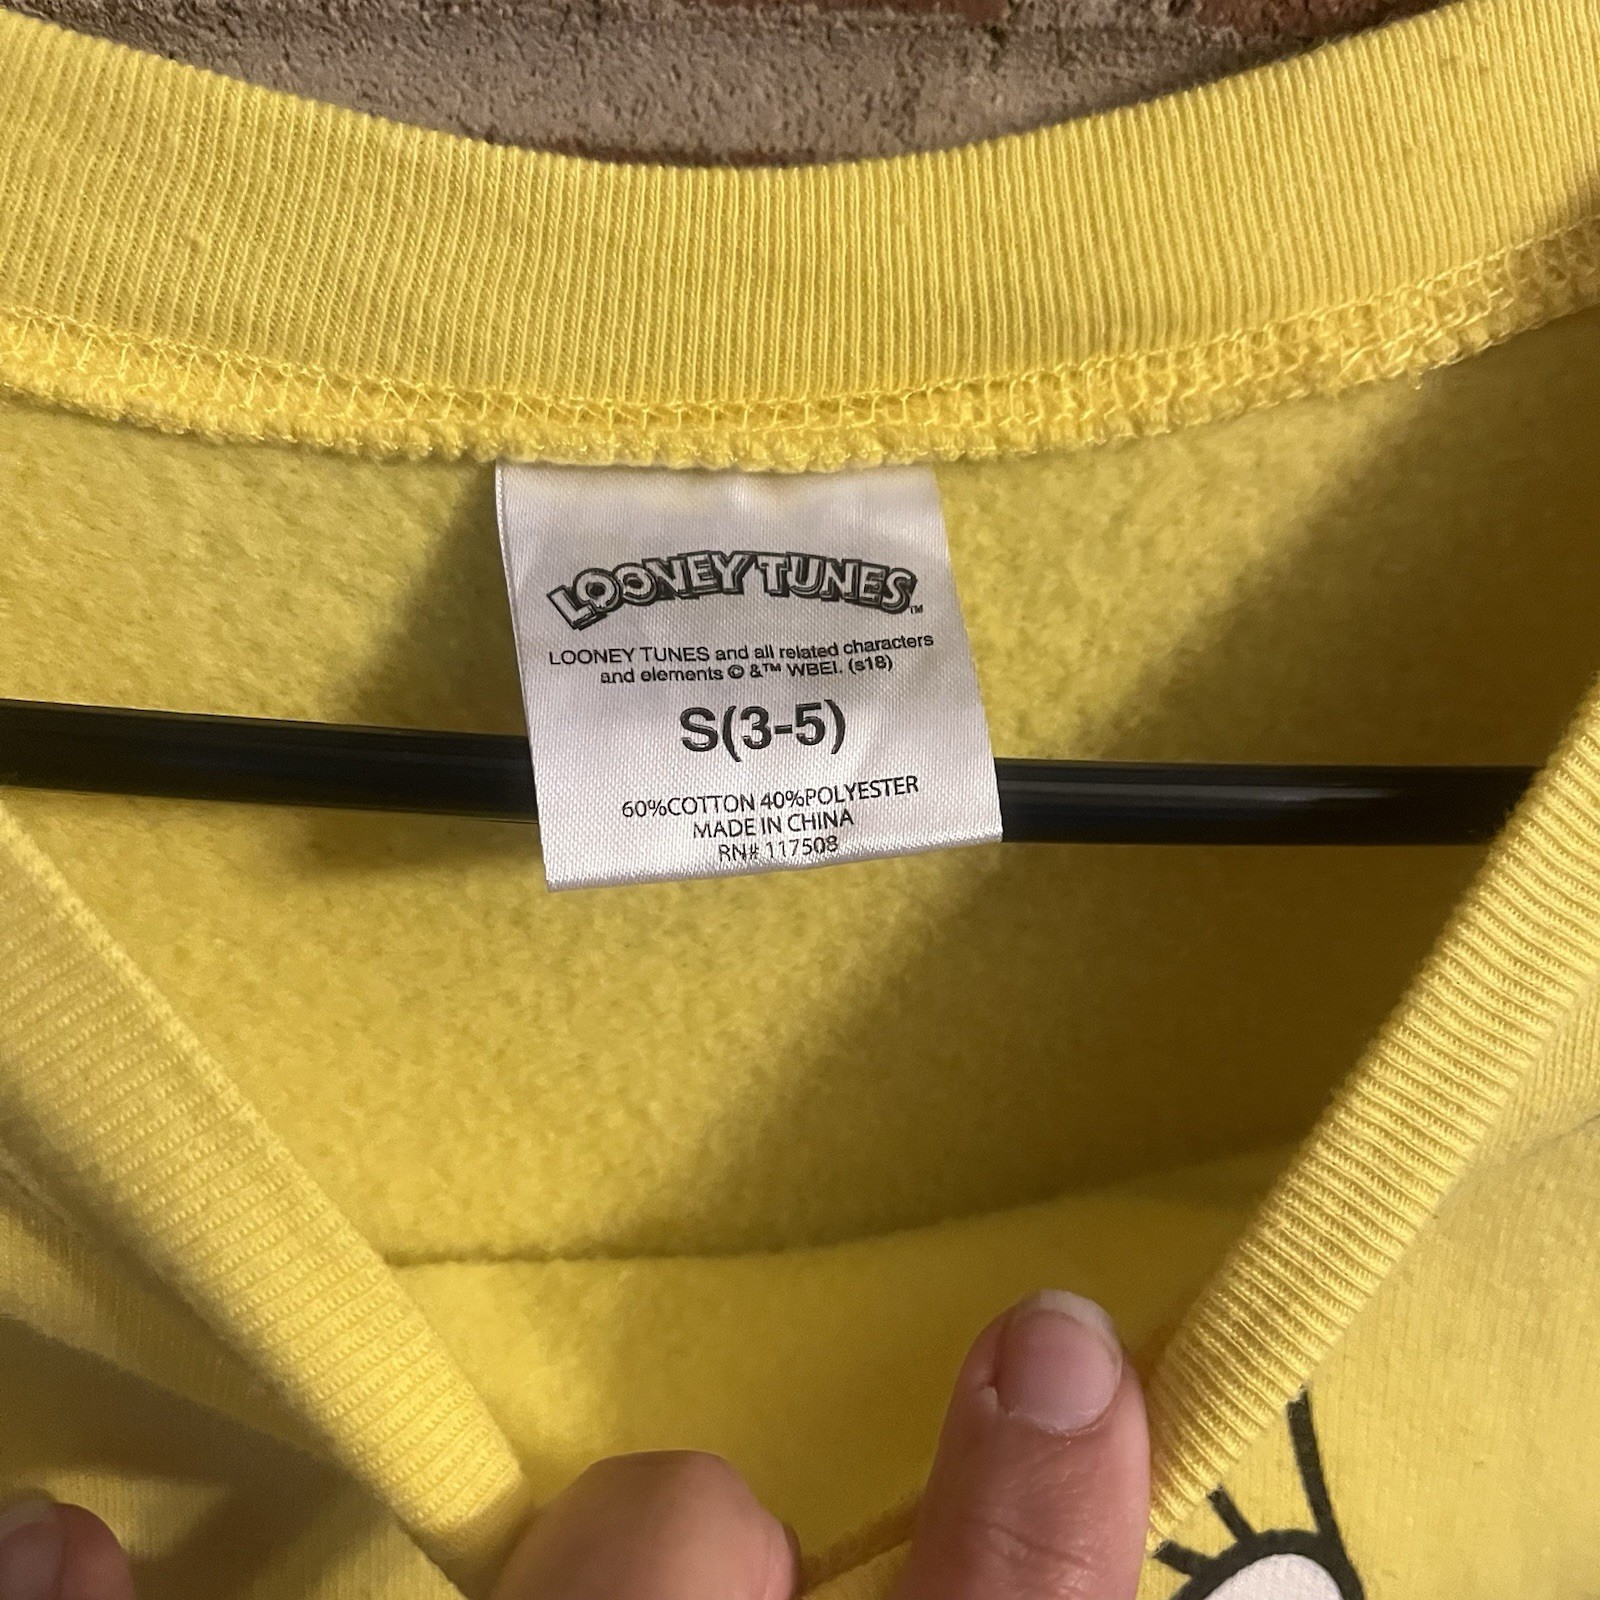 LOONEY TUNES™
LOONEY TUNES and all related characters
and elements © &™ WBEI. (s18)
S(3-5)
60%COTTON 40%POLYESTER
MADE IN CHINA
RN# 117508